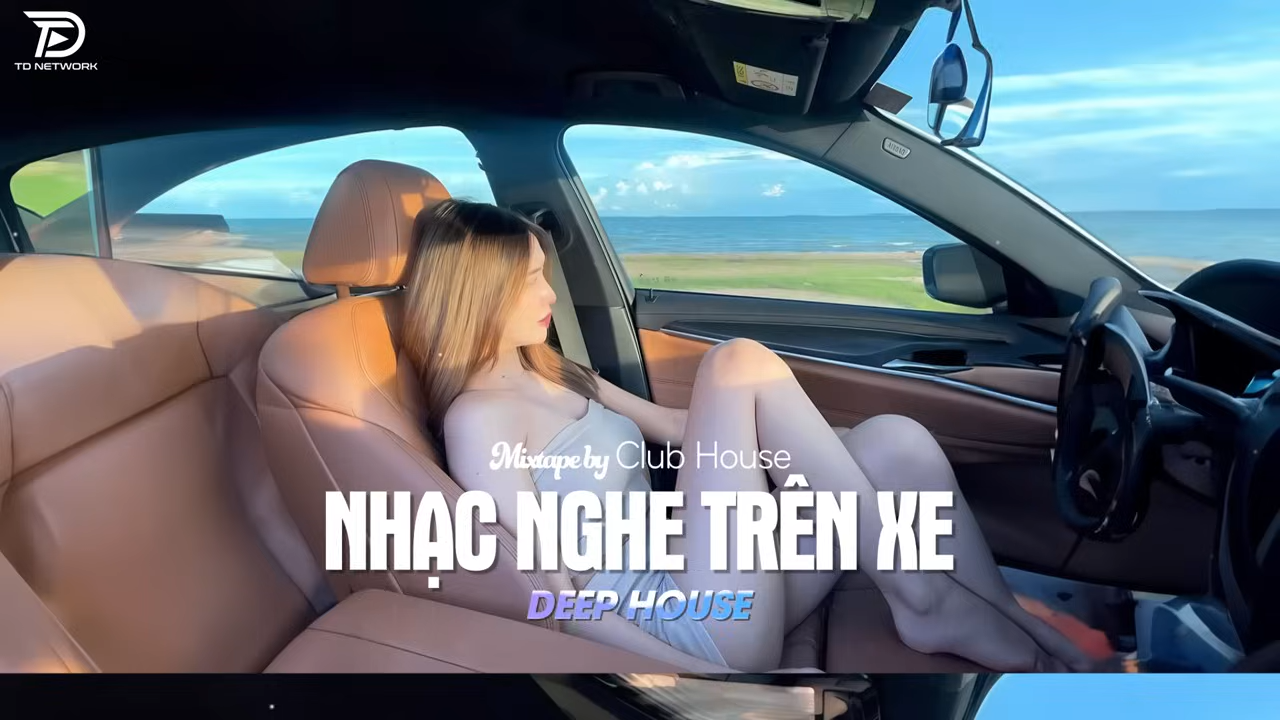 TD NETWORK
Mixtape by Club House
NHẠC NGHE TRÊN XE
DEEP HOUSE